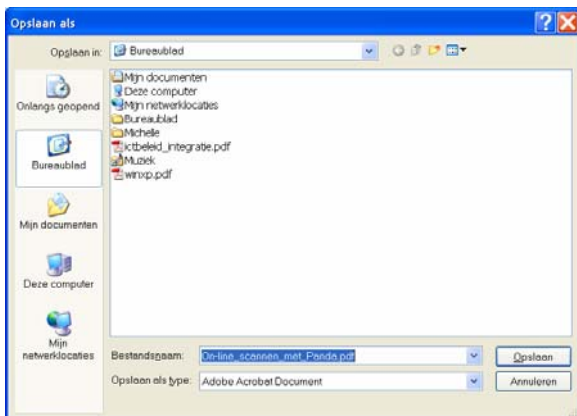 Opslaan als
Opslaan in:
Bureaublad
Onlangs geopend
Bureaublad
Mijn documenten
Deze computer
Mijn netwerklocaties
Mijn documenten
Deze computer
Mijn netwerklocaties
Bureaublad
Michelle
ictbeleid_integratie.pdf
Muziek
winxp.pdf
Bestandsnaam:
On-line_scannen_met_Panda.pdf
Opslaan
Opslaan als type:
Adobe Acrobat Document
Annuleren